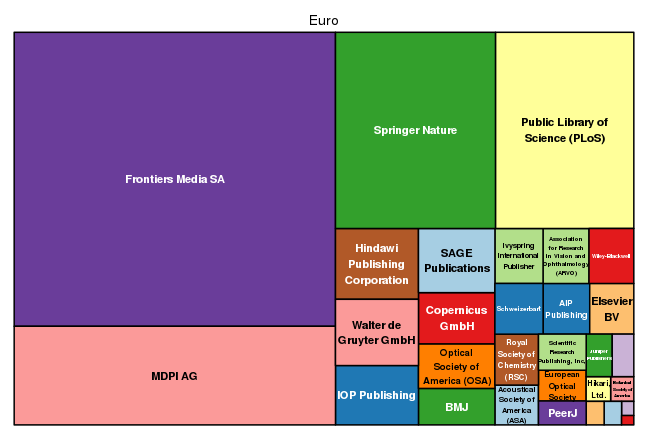 Euro
Frontiers Media SA
MDPI AG
Springer Nature
Public Library of
Science (PLoS)
Hindawi
Publishing
Corporation
SAGE
Publications
Walter de
Gruyter GmbH
Copernicus
GmbH
Optical
Society of
America (OSA)
IOP Publishing
BMJ
Ivyspring
International
Publisher
Association
for Research
in Vision and
Ophthalmology
(ARVO)
Wiley-Blackwell
Schweizerbart
AIP
Publishing
Elsevier
BV
Royal
Society of
Chemistry
(RSC)
Scientific
Research
Publishing, Inc,
Juniper
Publishers
European
Optical
Society
Hikari,
Ltd.
Society of
America
Acoustical
Society of
America
(ASA)
PeerJ